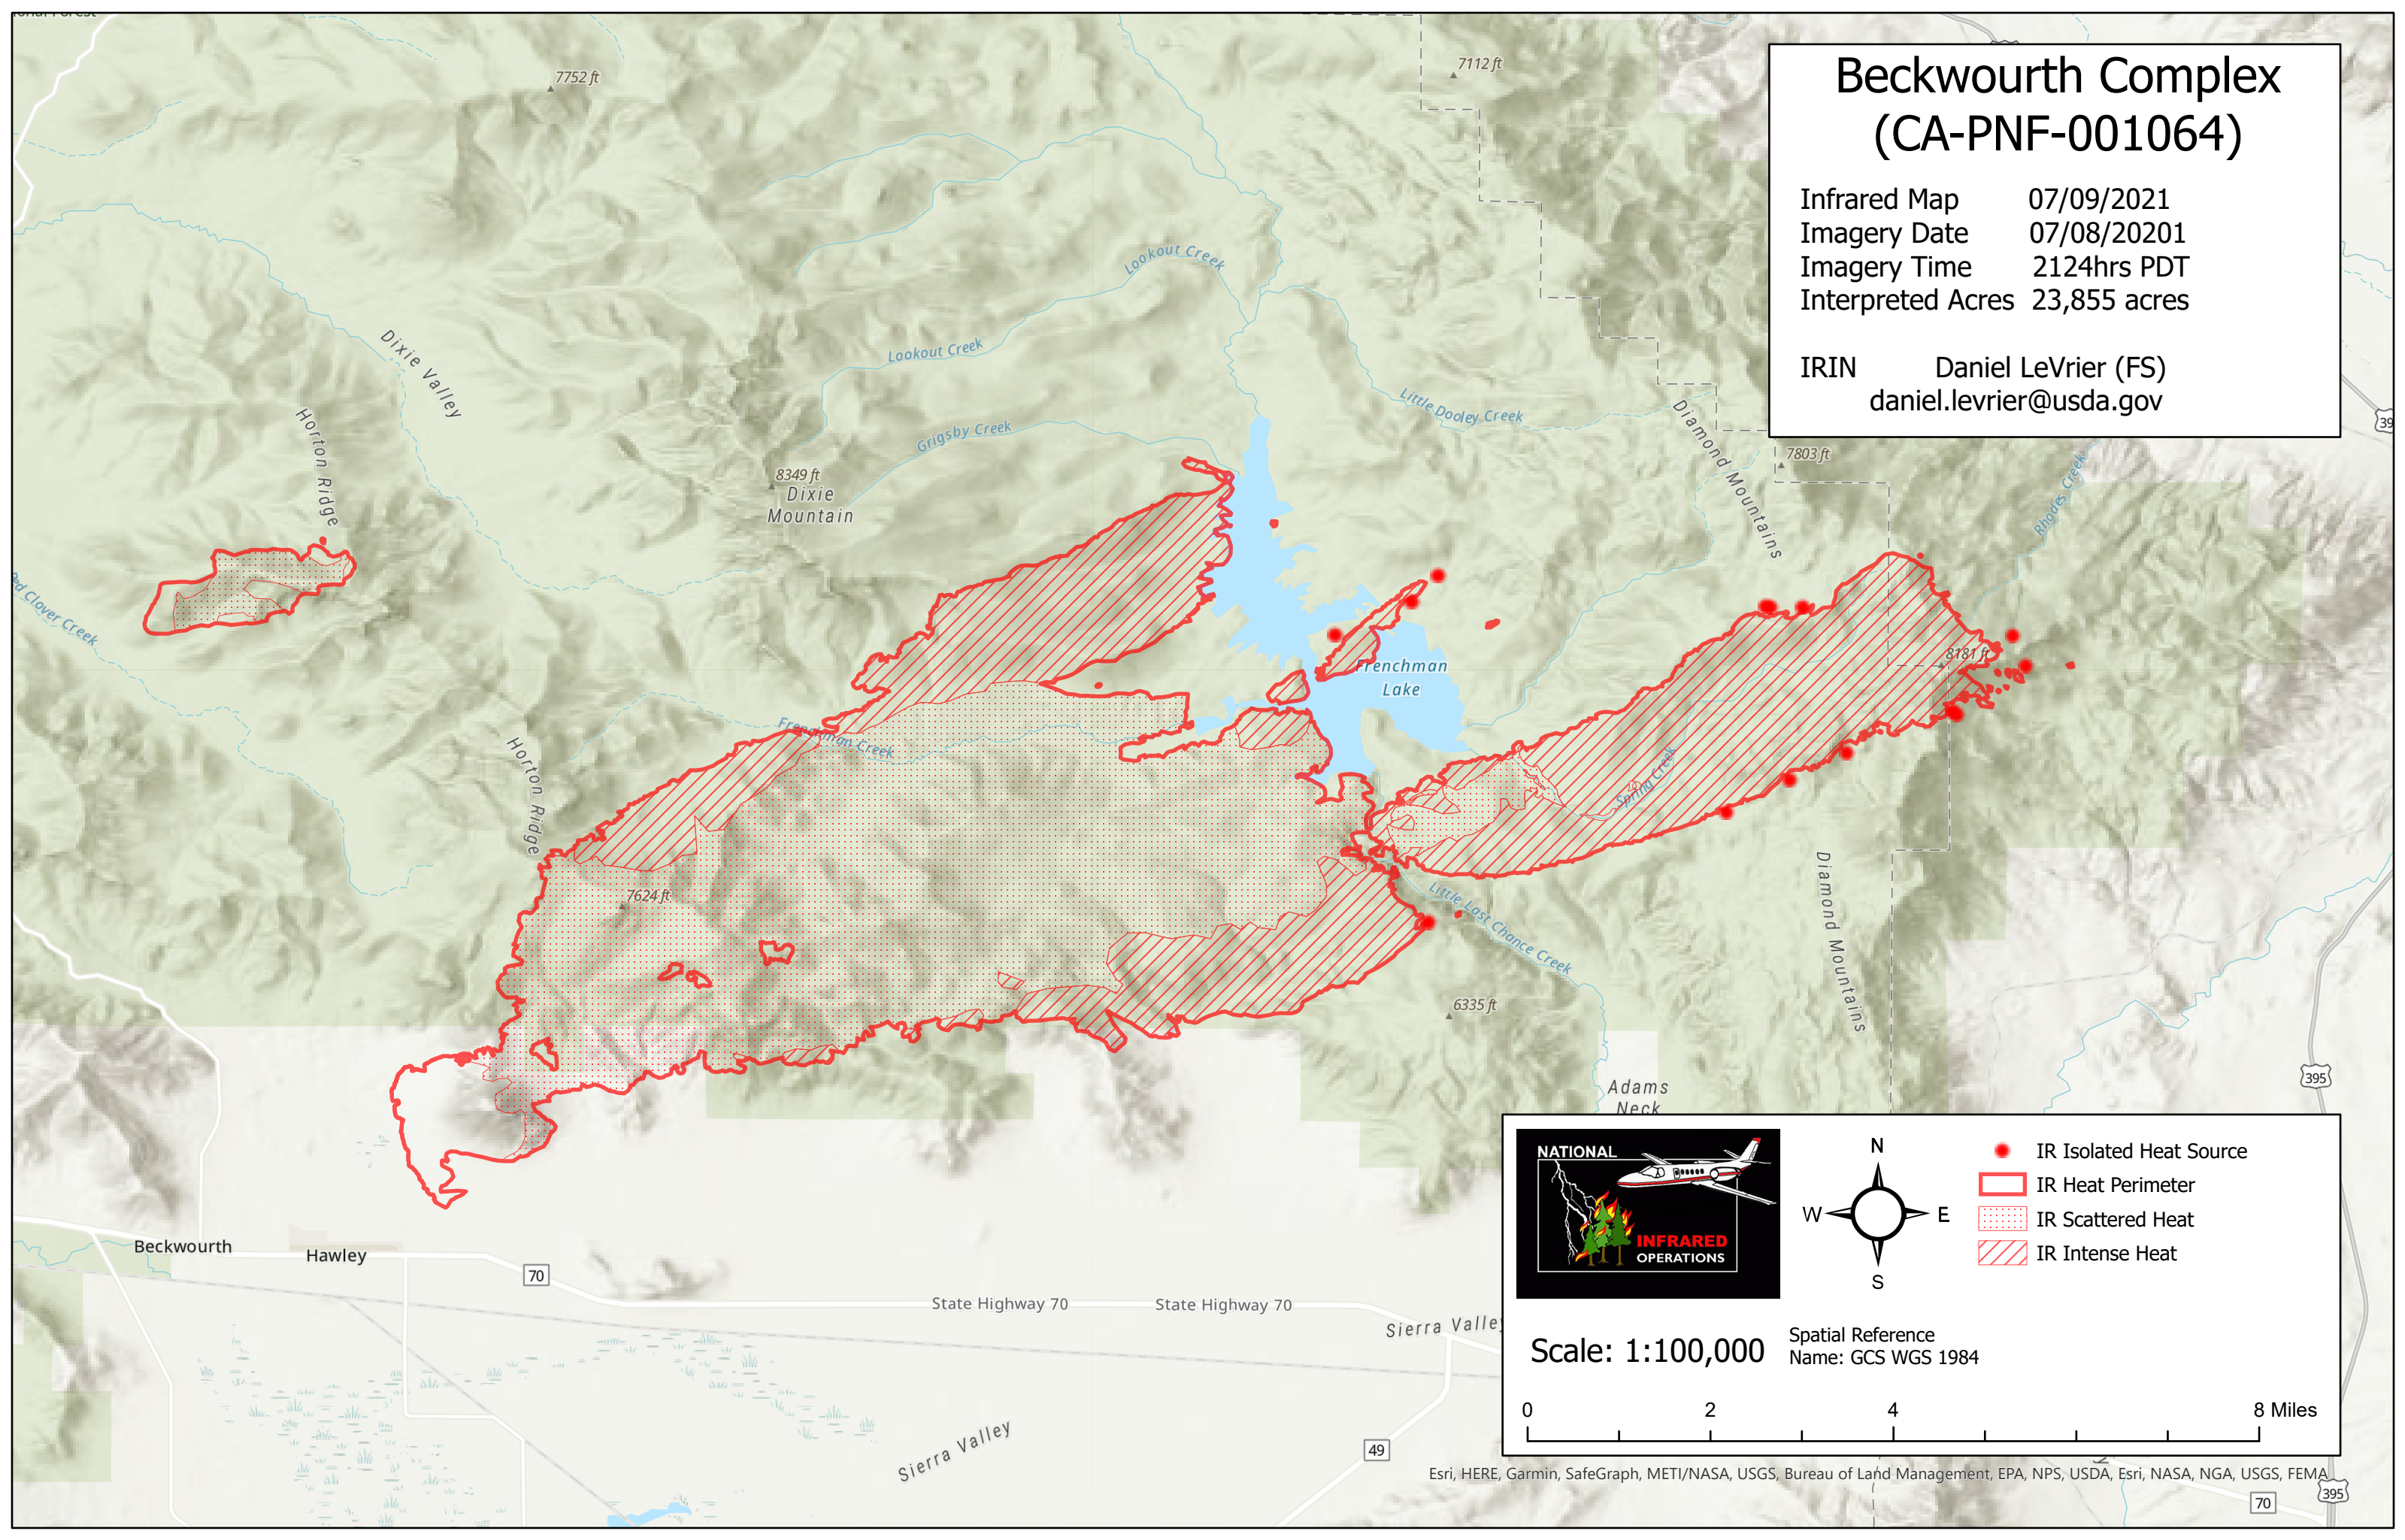 Beckwourth Complex
(CA-PNF-001064)
Infrared Map 07/09/2021
Imagery Date 07/08/20201
Imagery Time 2124hrs PDT
Interpreted Acres 23,855 acres
IRIN Daniel LeVrier (FS)
daniel.levrier@usda.gov
7752 ft
7112 ft
Lookout Creek
Dixie Valley
Lookout Creek
Little Dooley Creek
Diamond Mountains
39
Horton Ridge
Grigsby Creek
7803 ft
Rhodes Creek
8349 ft
Dixie
Mountain
Clover Creek
Frenchman
Lake
8181 ft
Frenchman Creek
Horton Ridge
Spring Creek
7624 ft
Little Last Chance Creek
Diamond Mountains
6335 ft
395
Adams
Neck
Beckwourth
Hawley
70
State Highway 70
State Highway 70
Sierra Valley
Sierra Valley
49
NATIONAL
INFRARED
OPERATIONS
N
W E
S
IR Isolated Heat Source
IR Heat Perimeter
IR Scattered Heat
IR Intense Heat
Scale: 1:100,000
Spatial Reference
Name: GCS WGS 1984
0 2 4 8 Miles
Esri, HERE, Garmin, SafeGraph, METI/NASA, USGS, Bureau of Land Management, EPA, NPS, USDA, Esri, NASA, NGA, USGS, FEMA
395
70